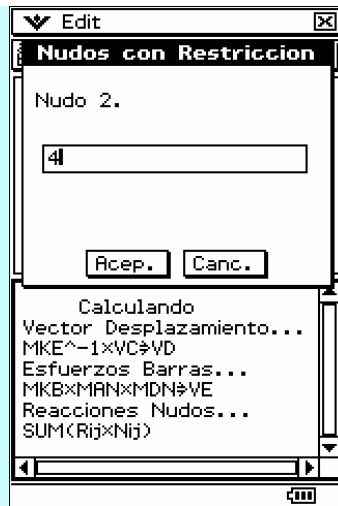 Edit
Nudos con Restriccion
Nudo 2.
4
Acep. Canc.
Calculando
Vector Desplazamiento...
MKE^-1×VC⇒VD
Esfuerzos Barras...
MKB×MAN×MDN⇒VE
Reacciones Nudos...
SUM(Rij×Nij)